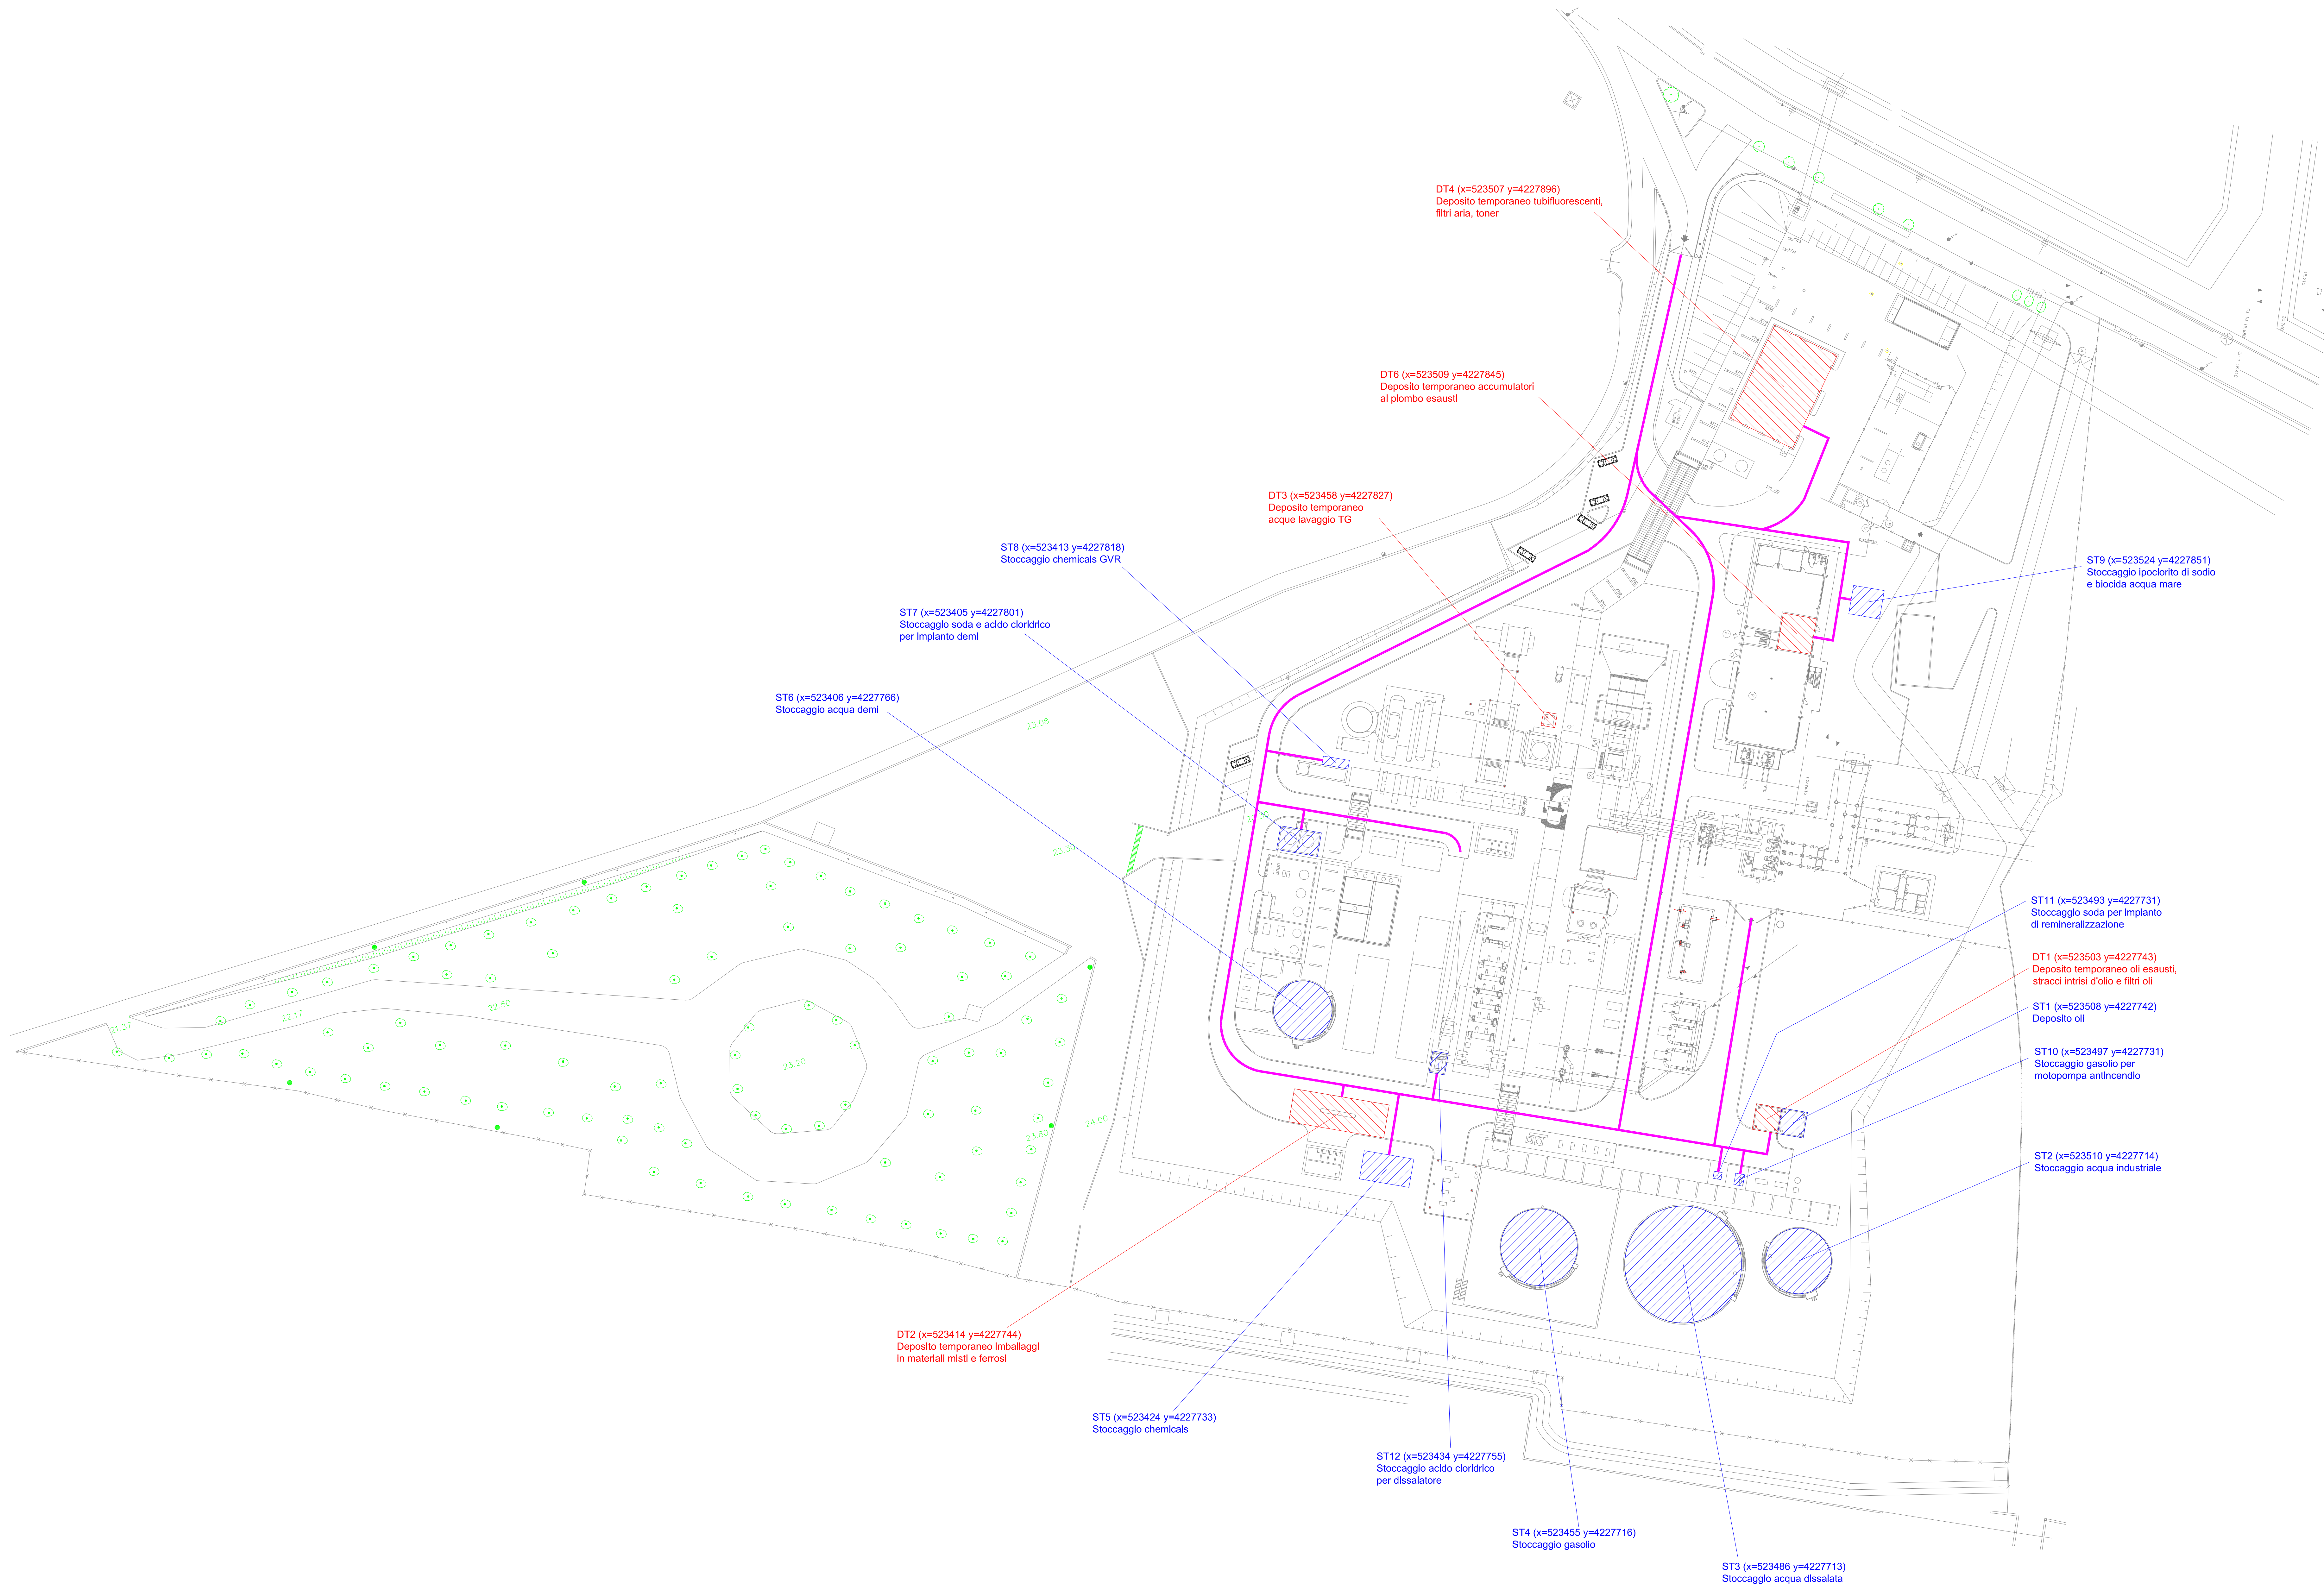 DT4 (x=523507 y=4227896)
Deposito temporaneo tubifluorescenti,
filtri aria, toner
DT6 (x=523509 y=4227845)
Deposito temporaneo accumulatori
al piombo esausti
DT3 (x=523458 y=4227827)
Deposito temporaneo
acque lavaggio TG
ST8 (x=523413 y=4227818)
Stoccaggio chemicals GVR
ST9 (x=523524 y=4227851)
Stoccaggio ipoclorito di sodio
e biocida acqua mare
ST7 (x=523405 y=4227801)
Stoccaggio soda e acido cloridrico
per impianto demi
ST6 (x=523406 y=4227766)
Stoccaggio acqua demi
23.08
23.30
ST11 (x=523493 y=4227731)
Stoccaggio soda per impianto
di remineralizzazione
DT1 (x=523503 y=4227743)
Deposito temporaneo oli esausti,
stracci intrisi d'olio e filtri oli
22.50
22.17
21.37
ST1 (x=523508 y=4227742)
Deposito oli
ST10 (x=523497 y=4227731)
Stoccaggio gasolio per
motopompa antincendio
23.20
24.00
23.80
ST2 (x=523510 y=4227714)
Stoccaggio acqua industriale
DT2 (x=523414 y=4227744)
Deposito temporaneo imballaggi
in materiali misti e ferrosi
ST5 (x=523424 y=4227733)
Stoccaggio chemicals
ST12 (x=523434 y=4227755)
Stoccaggio acido cloridrico
per dissalatore
ST4 (x=523455 y=4227716)
Stoccaggio gasolio
ST3 (x=523486 y=4227713)
Stoccaggio acqua dissalata